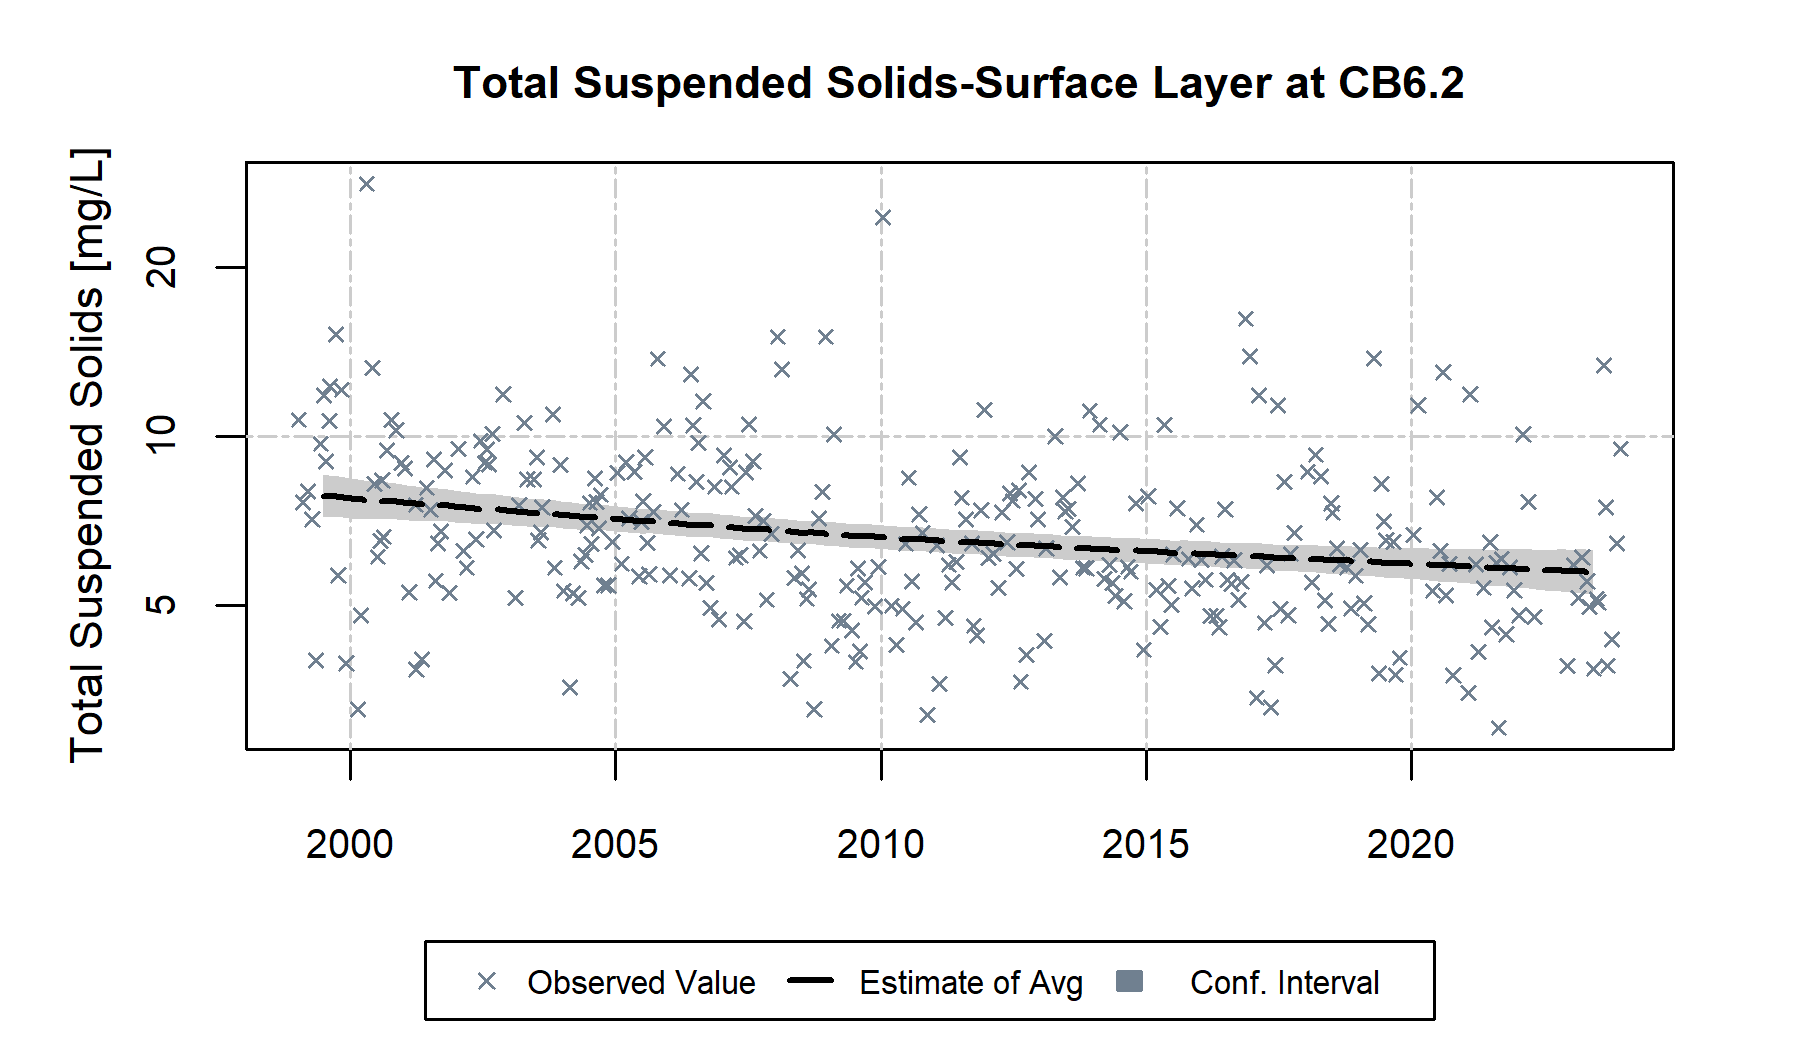 Total Suspended Solids-Surface Layer at CB6.2
Total Suspended Solids [mg/L]
20
10
5
2000 2005 2010 2015 2020
Observed Value Estimate of Avg Conf. Interval